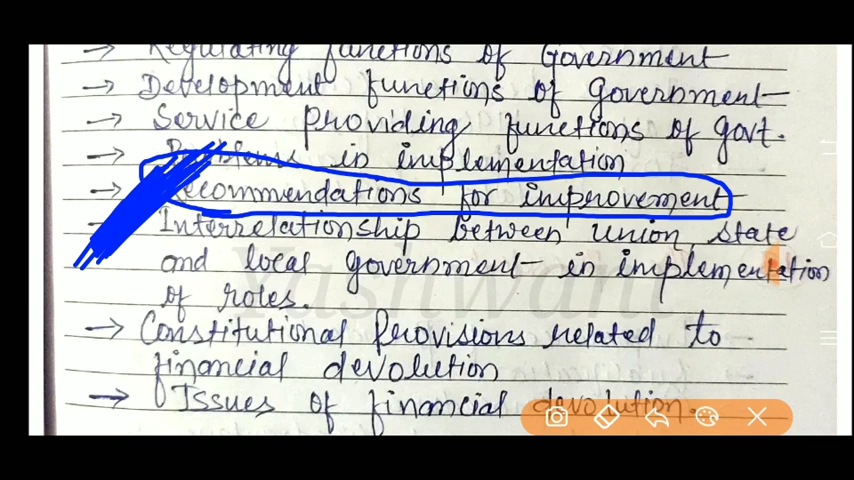 → Regulating functions of Government
→ Development functions of Government
→ Service providing functions of Govt.
→ Problems in implementation
→ Recommendations for improvement
Interrelationship between union, state
and local government in implementation
of roles.
→ Constitutional Provisions related to
financial devolution
→ Issues of financial devolution.
Yashwant